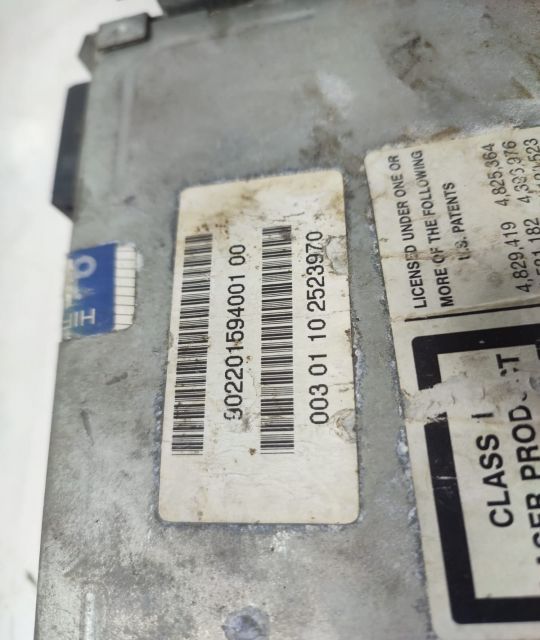 902201594001 00
003 01 10 2523970
LICENSED UNDER ONE OR
MORE OF THE FOLLOWING
U.S. PATENTS
4,829,419 4,825,364
CLASS I